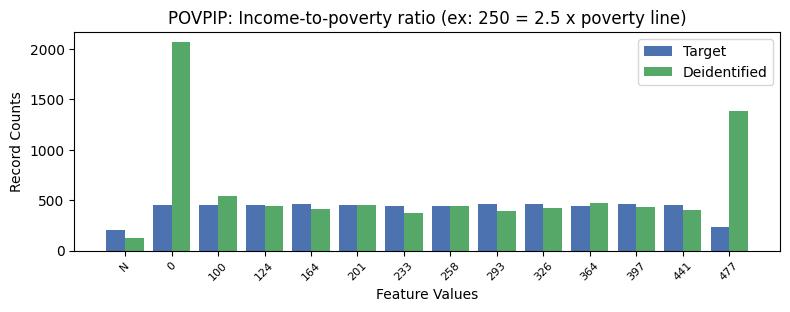 POVPIP: Income-to-poverty ratio (ex: 250 = 2.5 x poverty line)
Target
Deidentified
Record Counts
2000
1500
1000
500
0
N 0 100 124 164 201 233 258 293 326 364 397 441 477
Feature Values